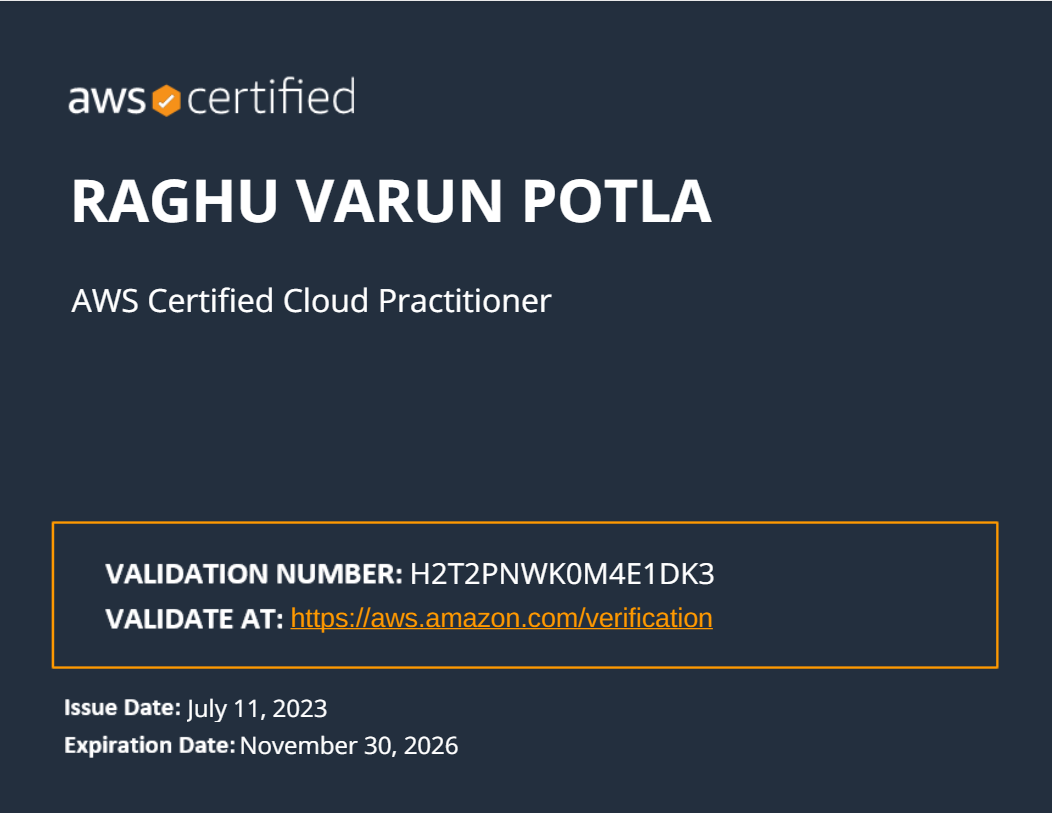 aws certified
RAGHU VARUN POTLA
AWS Certified Cloud Practitioner
VALIDATION NUMBER: H2T2PNWK0M4E1DK3
VALIDATE AT: https://aws.amazon.com/verification
Issue Date: July 11, 2023
Expiration Date: November 30, 2026